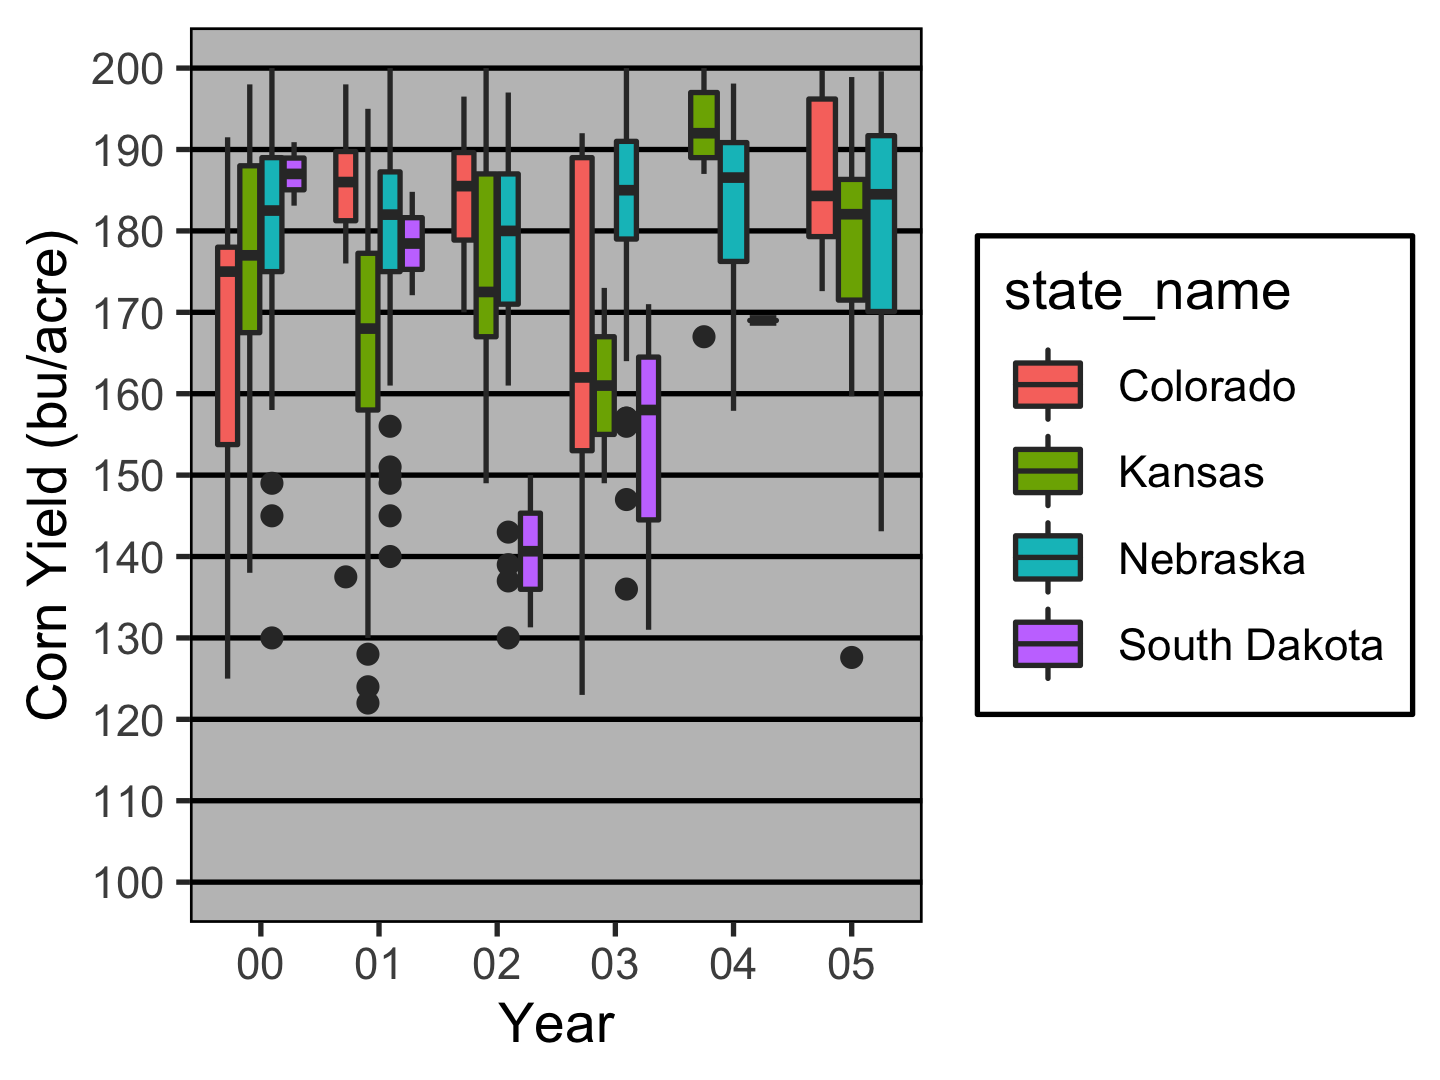 Corn Yield (bu/acre)
200
190
180
170
160
150
140
130
120
110
100
00 01 02 03 04 05
Year
state_name
Colorado
Kansas
Nebraska
South Dakota